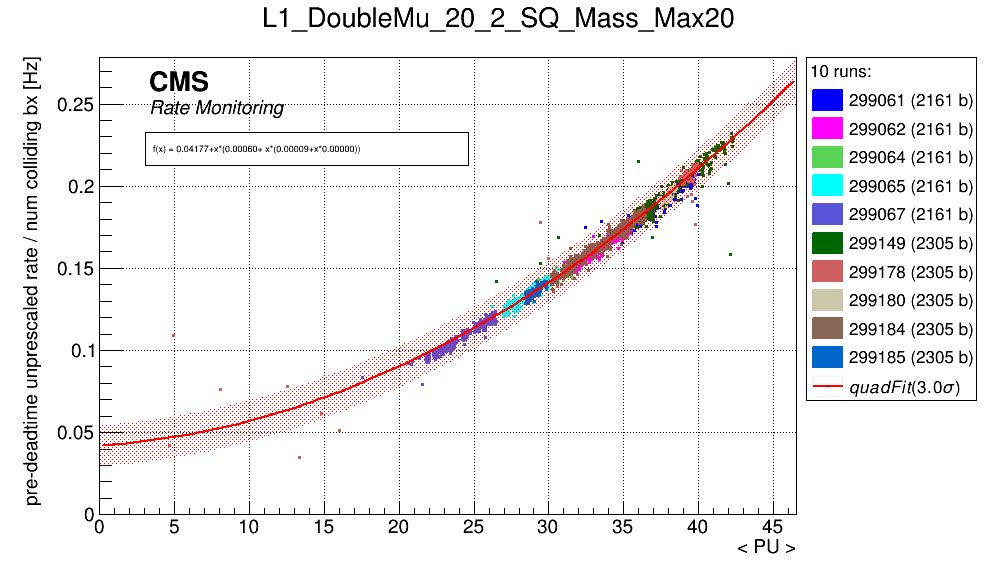 L1_DoubleMu_20_2_SQ_Mass_Max20
pre-deadtime unprescaled rate / num colliding bx [Hz]
CMS
Rate Monitoring
f(x) = 0.04177+x*(0.00060+ x*(0.00009+x*0.00000))
0.25
0.2
0.15
0.1
0.05
0
0 5 10 15 20 25 30 35 40 45
< PU >
10 runs:
299061 (2161 b)
299062 (2161 b)
299064 (2161 b)
299065 (2161 b)
299067 (2161 b)
299149 (2305 b)
299178 (2305 b)
299180 (2305 b)
299184 (2305 b)
299185 (2305 b)
quadFit(3.0σ)